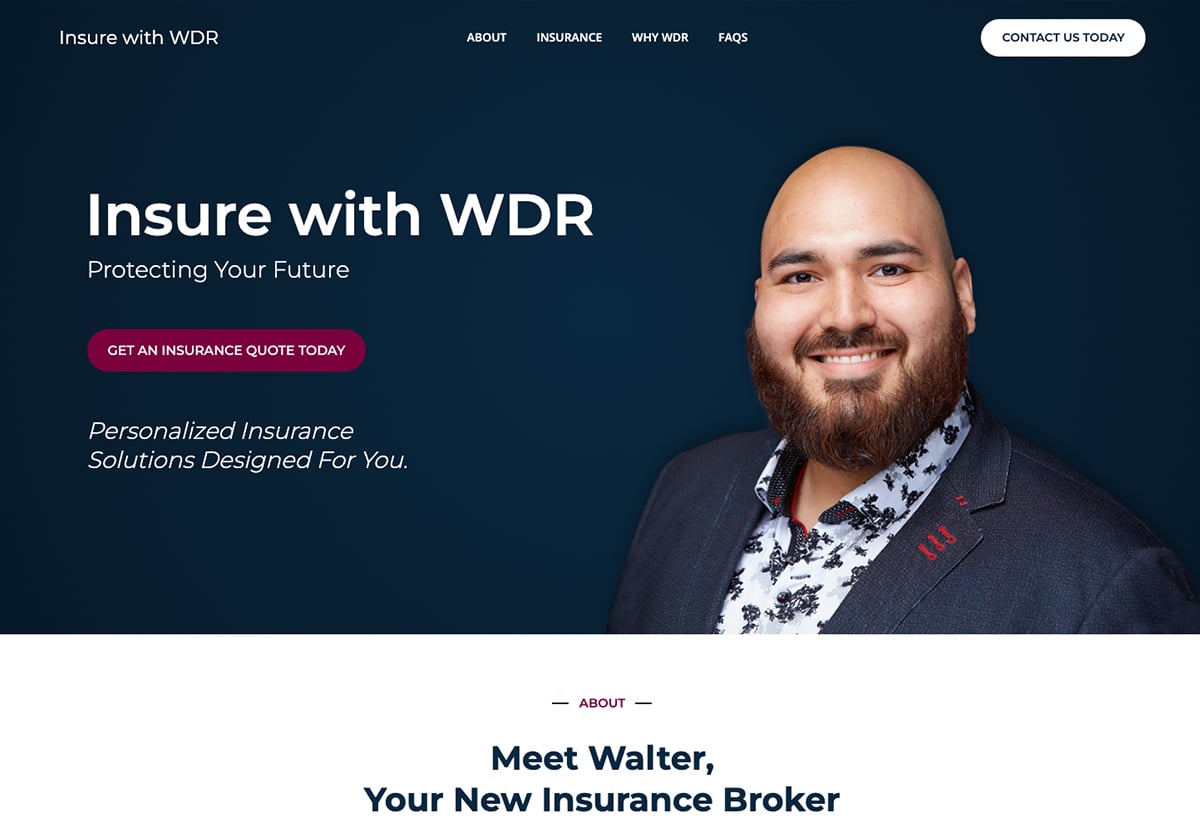 Insure with WDR
ABOUT
INSURANCE
WHY WDR
FAQS
CONTACT US TODAY
Insure with WDR
Protecting Your Future
GET AN INSURANCE QUOTE TODAY
Personalized Insurance
Solutions Designed For You.
ABOUT
Meet Walter,
Your New Insurance Broker